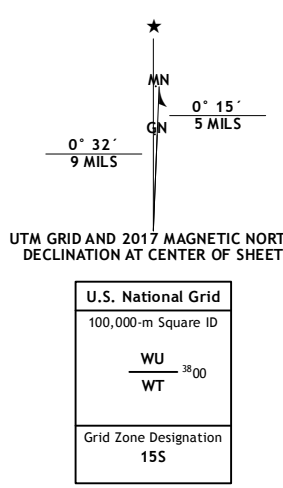 ★
MN
0° 15´
GN
5 MILS
0° 32´
9 MILS
UTM GRID AND 2017 MAGNETIC NORT
DECLINATION AT CENTER OF SHEET
U.S. National Grid
100,000-m Square ID
WU
3800
WT
Grid Zone Designation
15S